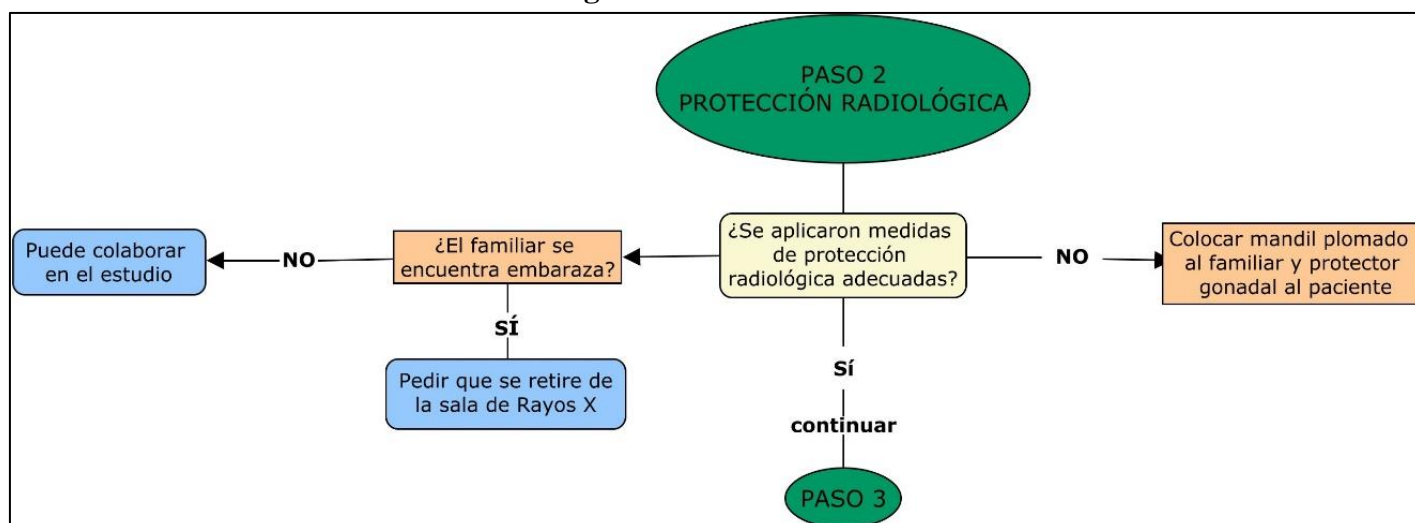 PASO 2
PROTECCIÓN RADIOLÓGICA
Puede colaborar
en el estudio
NO
¿El familiar se
encuentra embaraza?
¿Se aplicaron medidas
de protección
radiológica adecuadas?
NO
Colocar mandil plomado
al familiar y protector
gonadal al paciente
SÍ
Pedir que se retire de
la sala de Rayos X
Sí
continuar
PASO 3